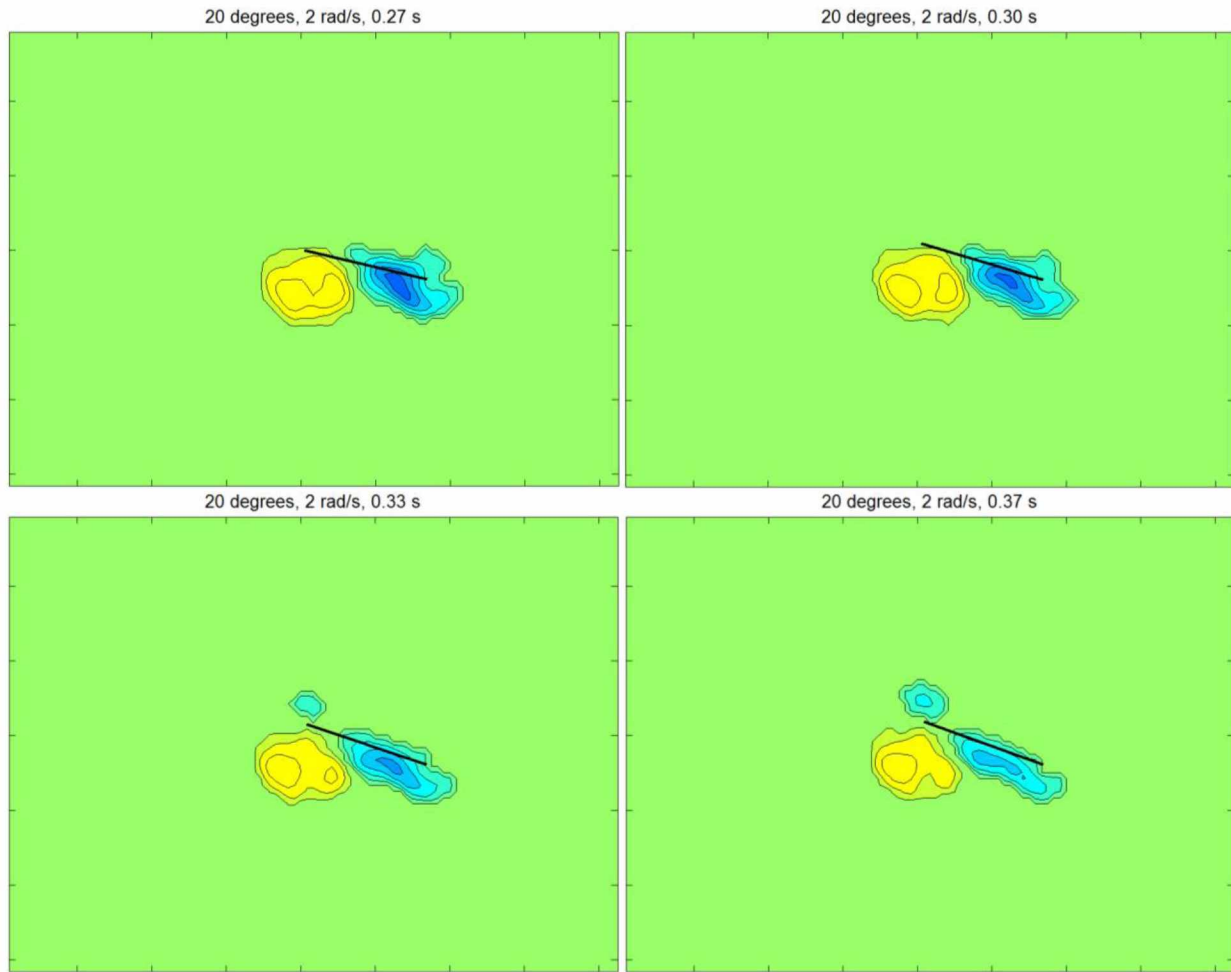 20 degrees, 2 rad/s, 0.27 s
20 degrees, 2 rad/s, 0.30 s
20 degrees, 2 rad/s, 0.33 s
20 degrees, 2 rad/s, 0.37 s